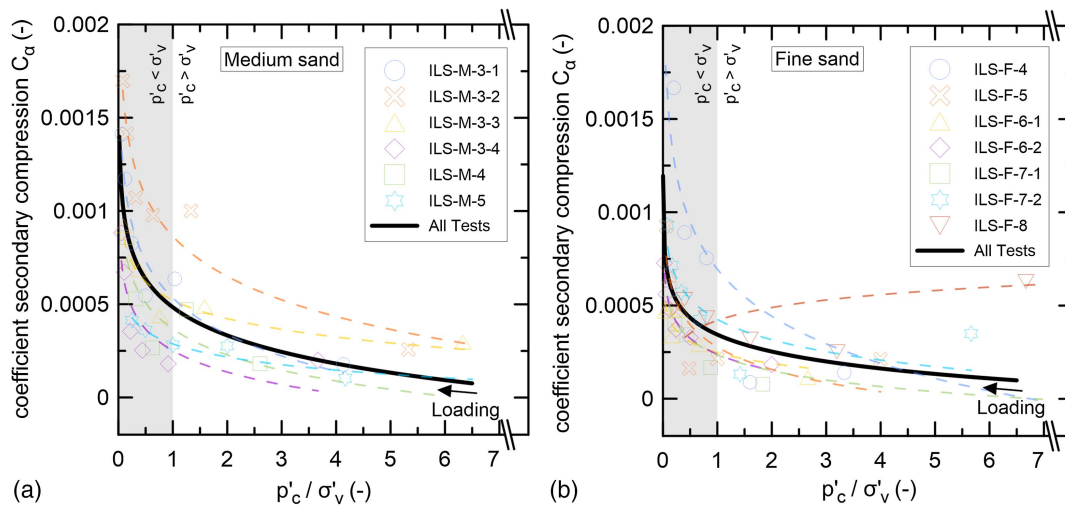 (a)
coefficient secondary compression Cα (-)
0.002
0.0015
0.001
0.0005
0
p'c < σ'v
p'c > σ'v
Medium sand
ILS-M-3-1
ILS-M-3-2
ILS-M-3-3
ILS-M-3-4
ILS-M-4
ILS-M-5
All Tests
Loading
0 1 2 3 4 5 6 7
p'c / σ'v (-)
(b)
coefficient secondary compression Cα (-)
0.002
0.0015
0.001
0.0005
0
p'c < σ'v
p'c > σ'v
Fine sand
ILS-F-4
ILS-F-5
ILS-F-6-1
ILS-F-6-2
ILS-F-7-1
ILS-F-7-2
ILS-F-8
All Tests
Loading
0 1 2 3 4 5 6 7
p'c / σ'v (-)